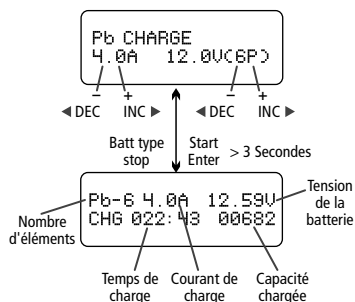 Pb CHARGE
4.0A 12.0V(6P)
− + − +
◄ DEC INC ► ◄ DEC INC ►
Batt type
stop
Start
Enter
> 3 Secondes
Pb-6 4.0A 12.59V
CHG 022:43 00682
Tension
de la
batterie
Nombre
d'éléments
Temps de
charge
Courant de
charge
Capacité
chargée